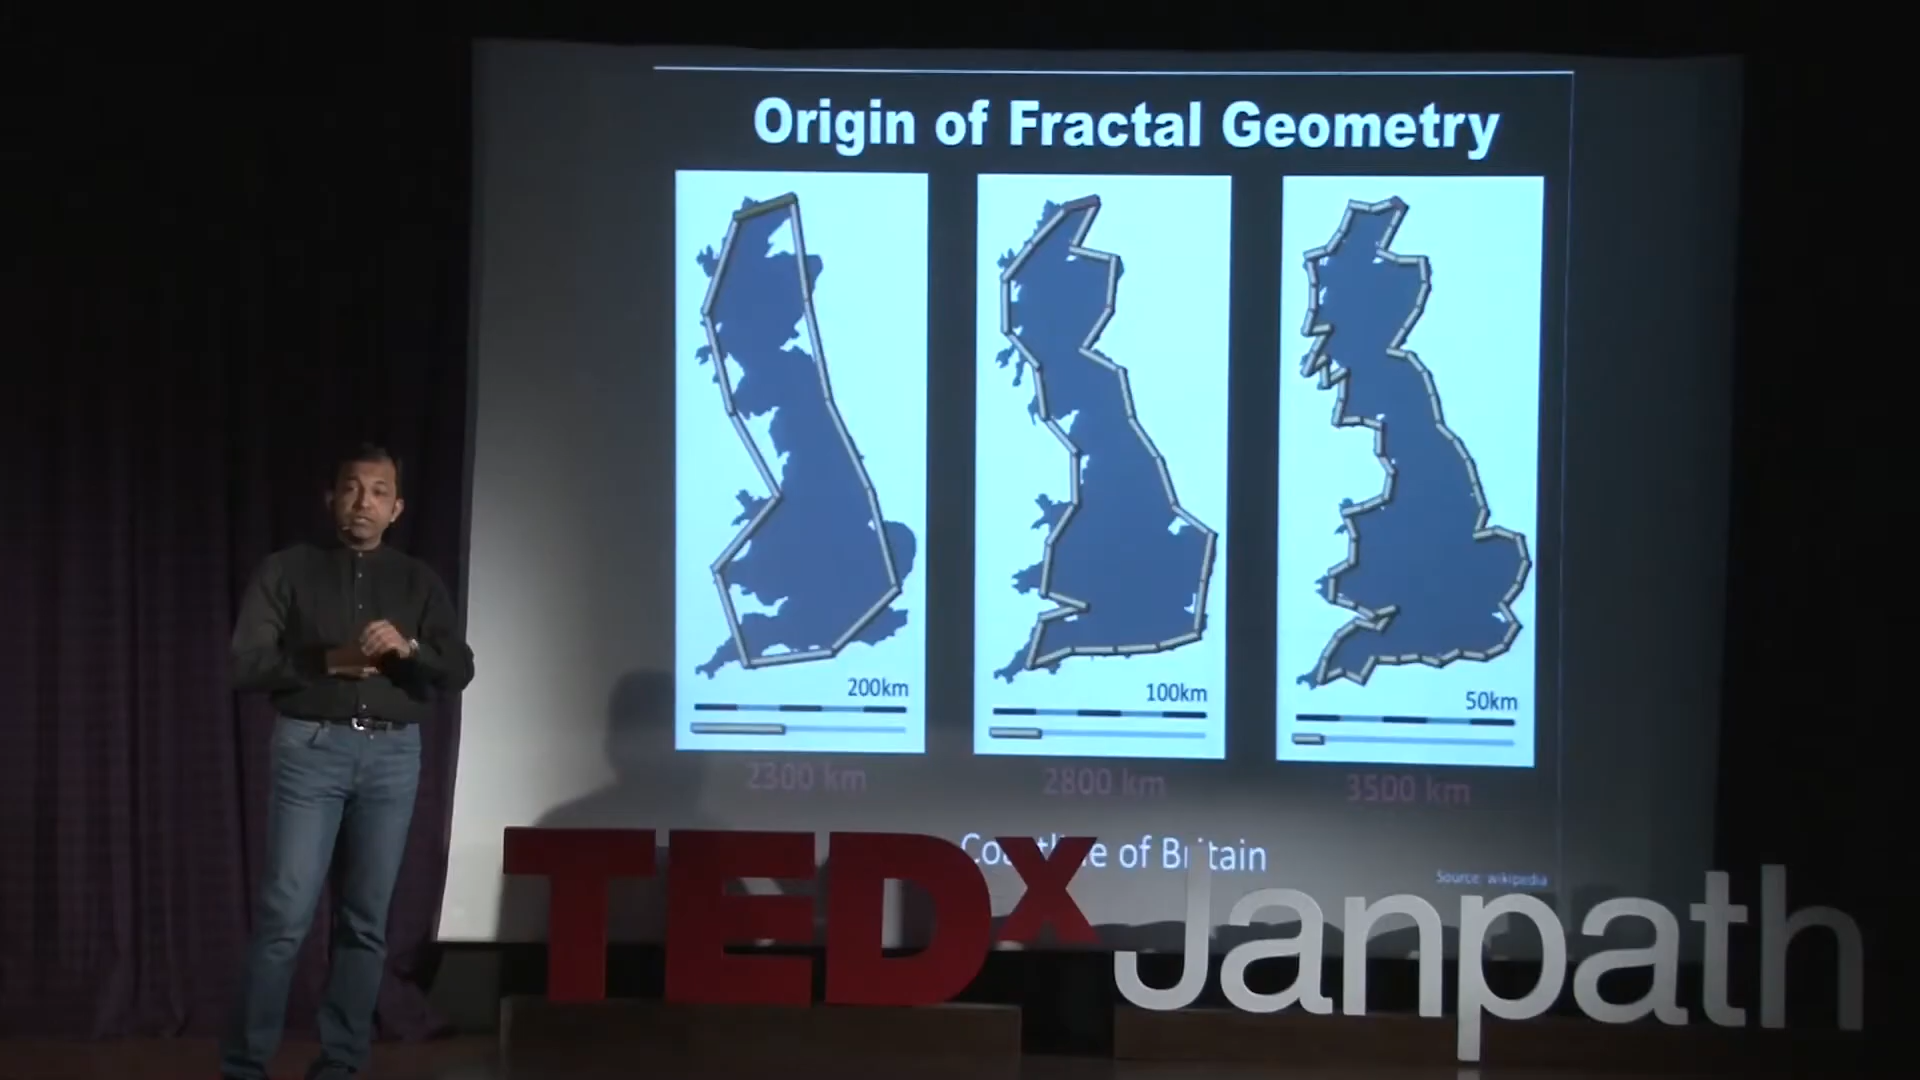 Origin of Fractal Geometry
200km
100km
50km
2300 km
2800 km
3500 km
Coastline of Britain
Source: wikipedia
TEDx Janpath